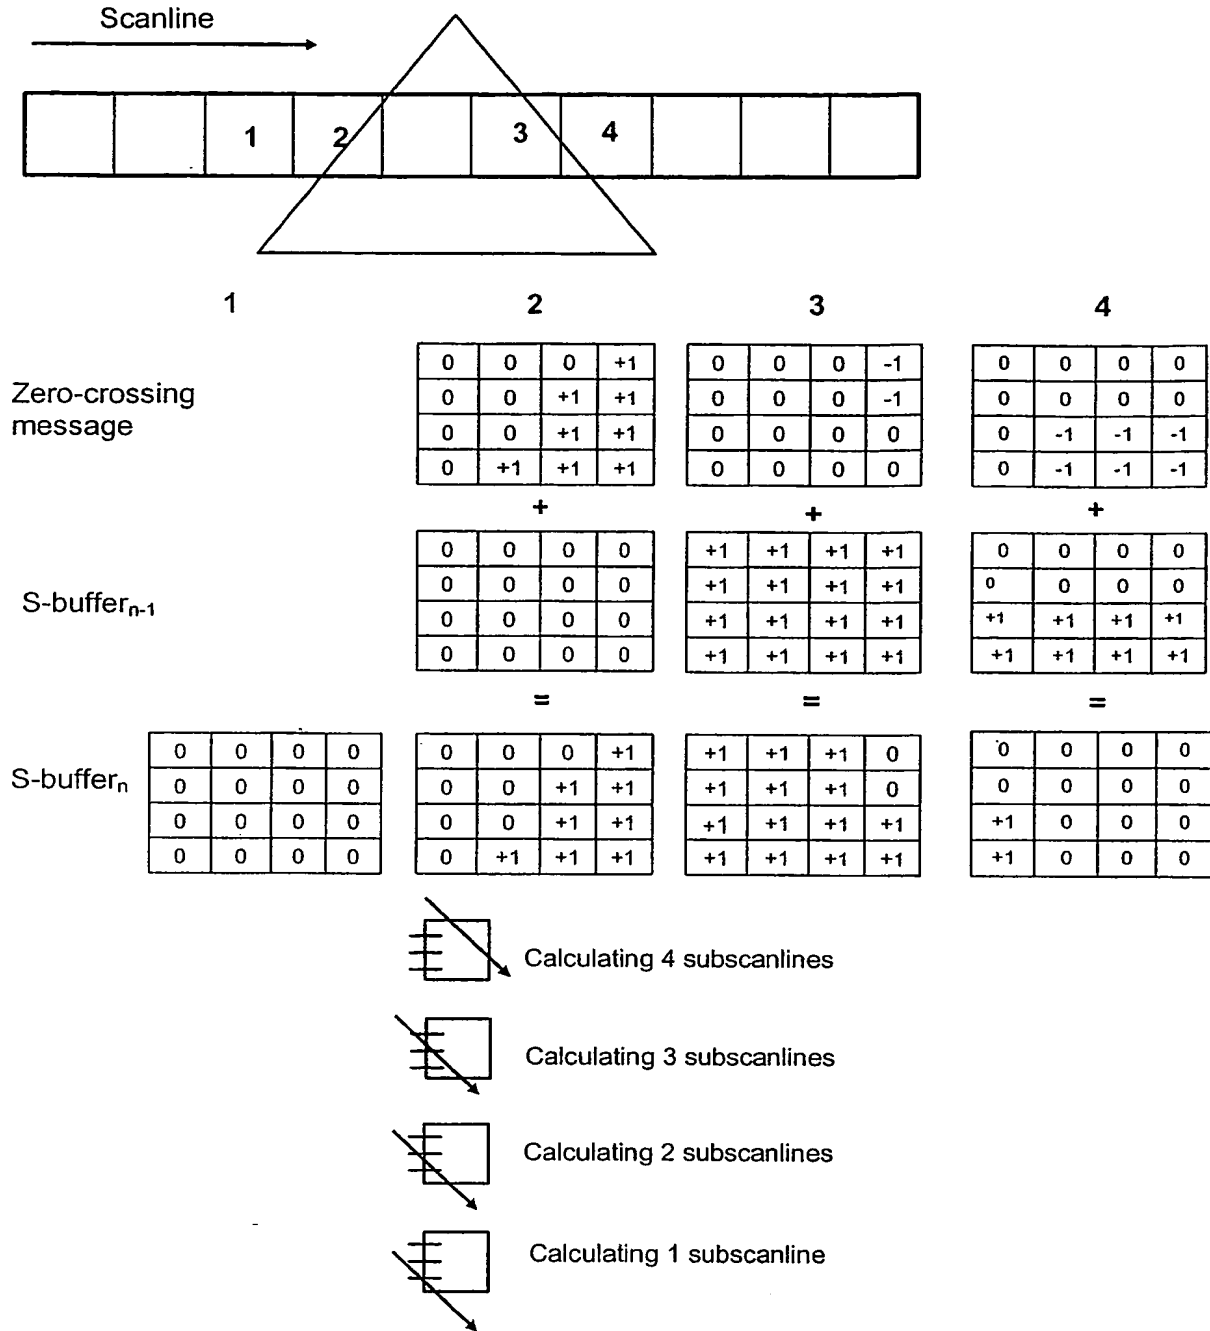 Scanline
1 2 3 4
1 2 3 4
Zero-crossing
message
0 0 0 +1
0 0 +1 +1
0 0 +1 +1
0 +1 +1 +1
0 0 0 -1
0 0 0 -1
0 0 0 0
0 0 0 0
0 0 0 0
0 0 0 0
0 -1 -1 -1
0 -1 -1 -1
+ + +
S-buffer n-1
0 0 0 0
0 0 0 0
0 0 0 0
0 0 0 0
+1 +1 +1 +1
+1 +1 +1 +1
+1 +1 +1 +1
+1 +1 +1 +1
0 0 0 0
0 0 0 0
+1 +1 +1 +1
+1 +1 +1 +1
= = =
S-buffer n
0 0 0 0
0 0 0 0
0 0 0 0
0 0 0 0
0 0 0 +1
0 0 +1 +1
0 0 +1 +1
0 +1 +1 +1
+1 +1 +1 0
+1 +1 +1 0
+1 +1 +1 +1
+1 +1 +1 +1
0 0 0 0
0 0 0 0
+1 0 0 0
+1 0 0 0
Calculating 4 subscanlines
Calculating 3 subscanlines
Calculating 2 subscanlines
Calculating 1 subscanline